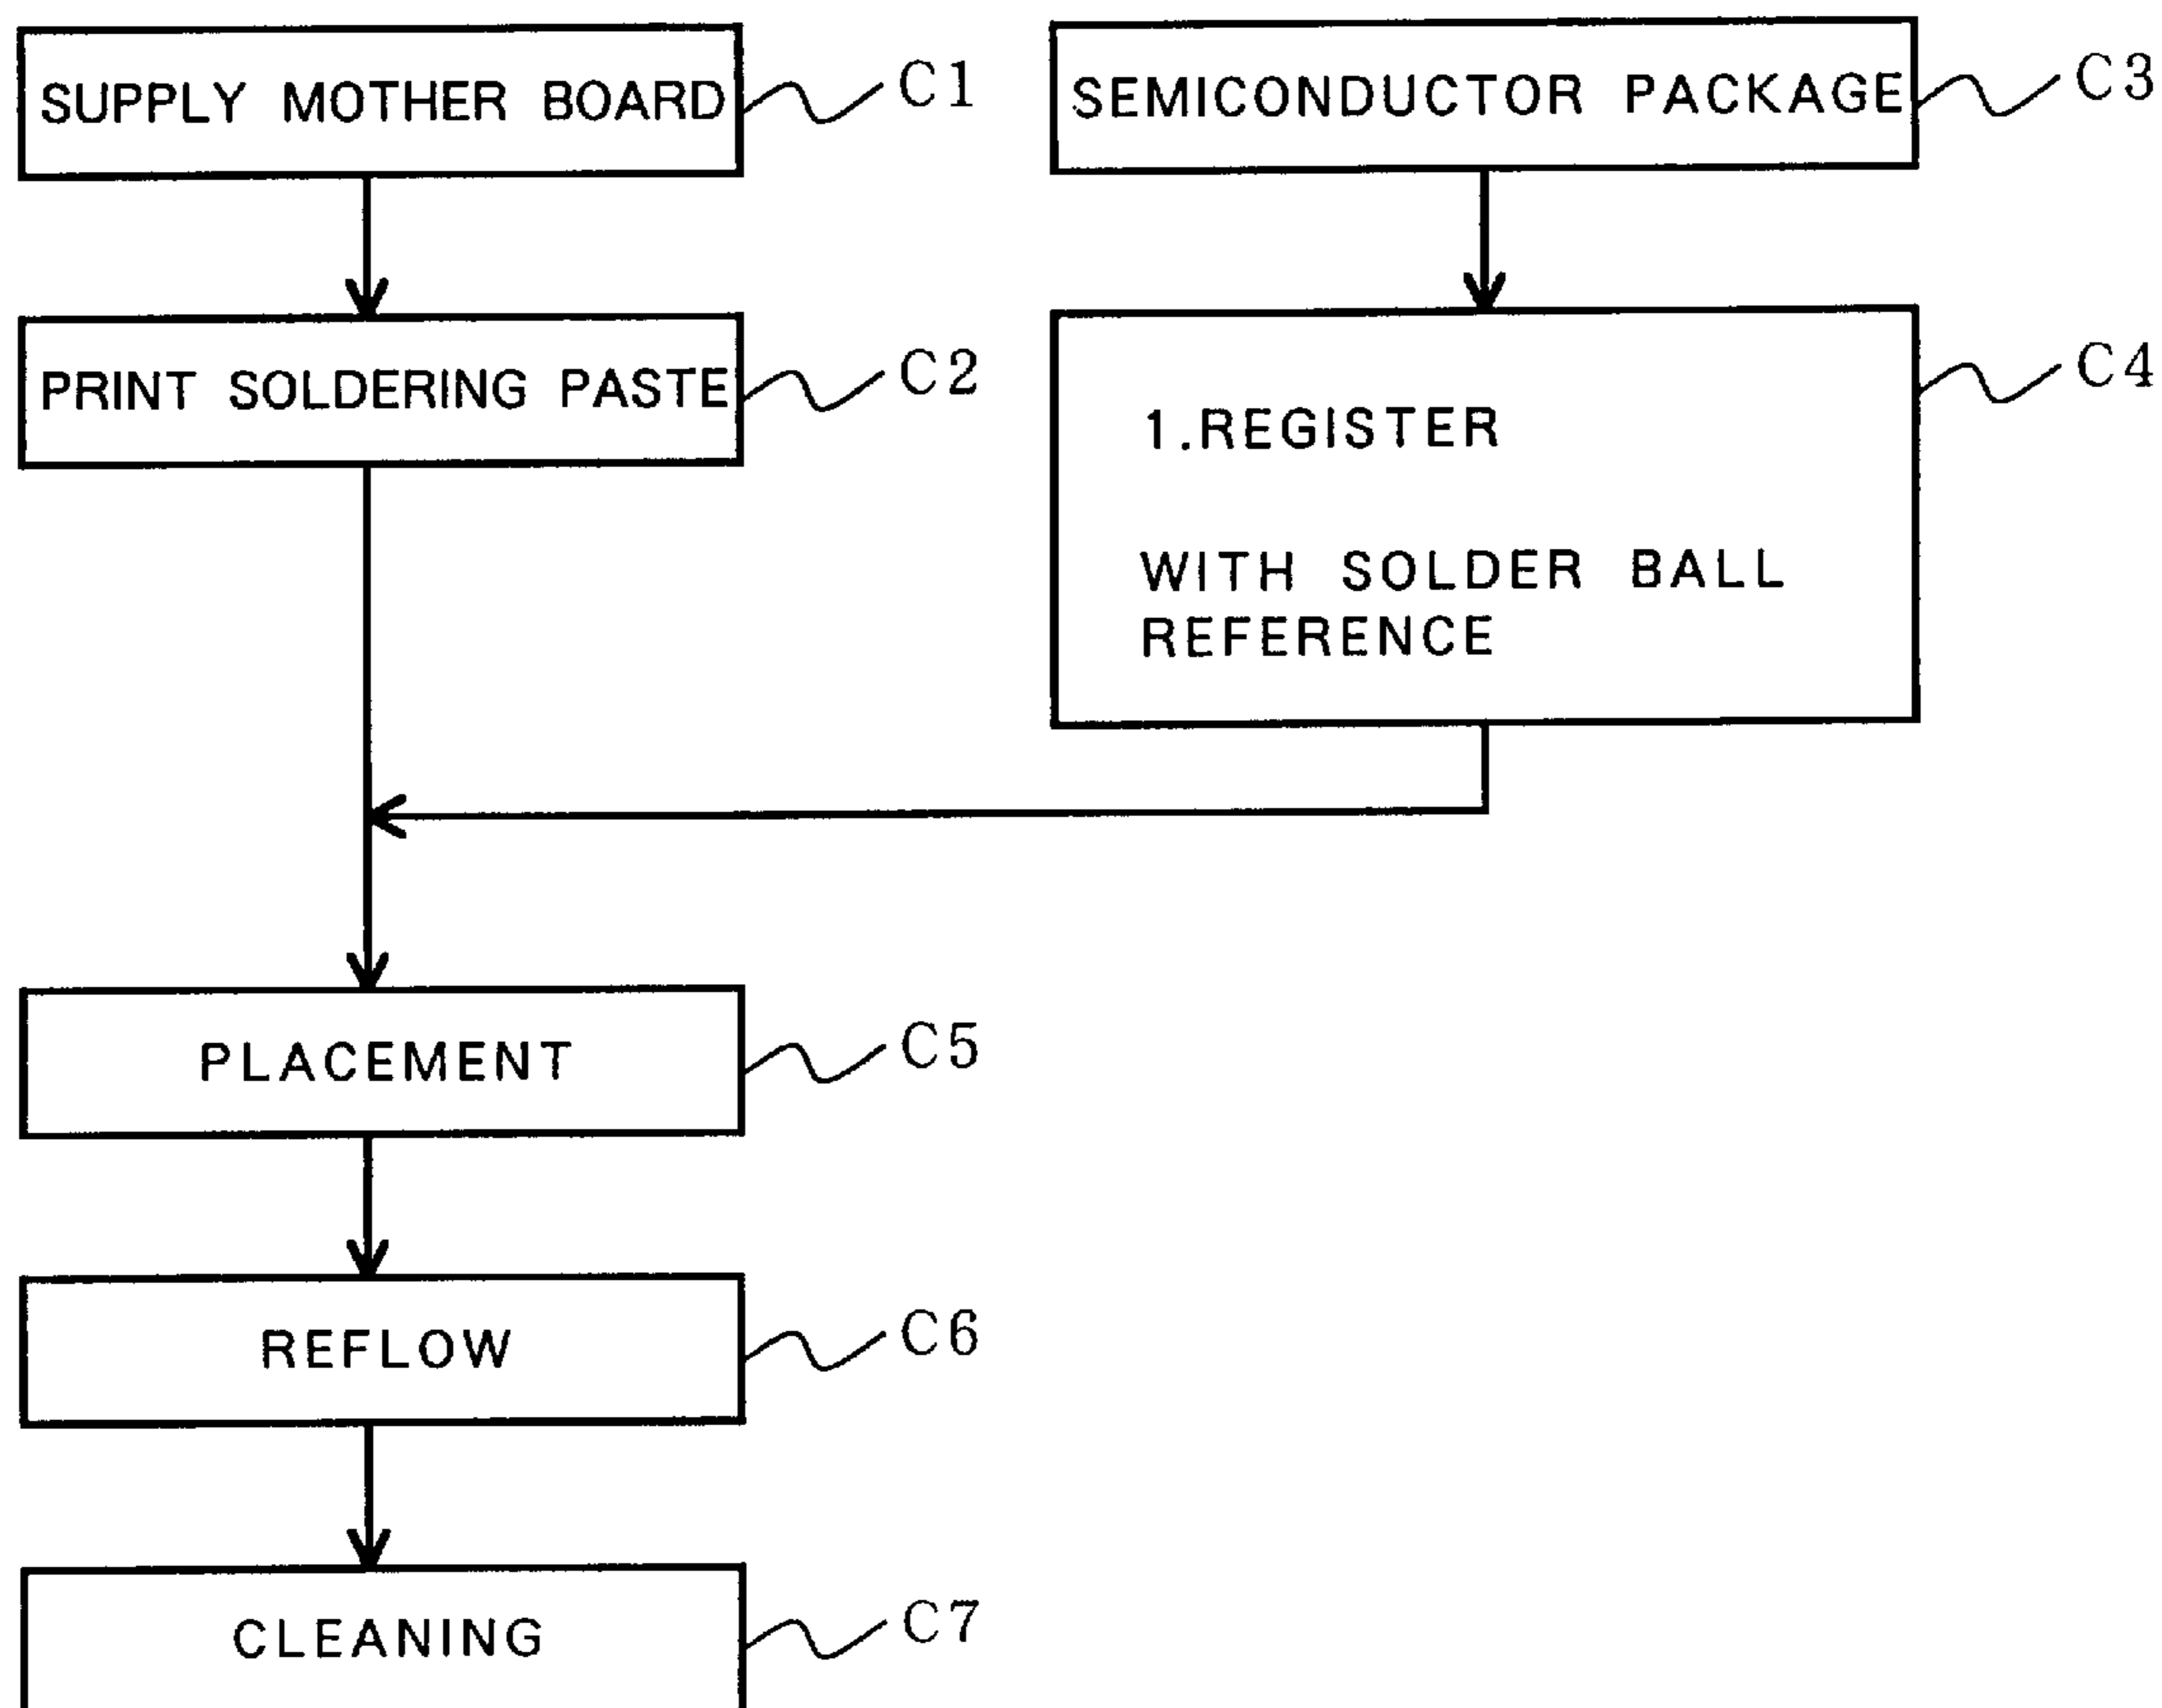 SUPPLY MOTHER BOARD
C1
SEMICONDUCTOR PACKAGE
C3
PRINT SOLDERING PASTE
C2
1.REGISTER
WITH SOLDER BALL
REFERENCE
C4
PLACEMENT
C5
REFLOW
C6
CLEANING
C7